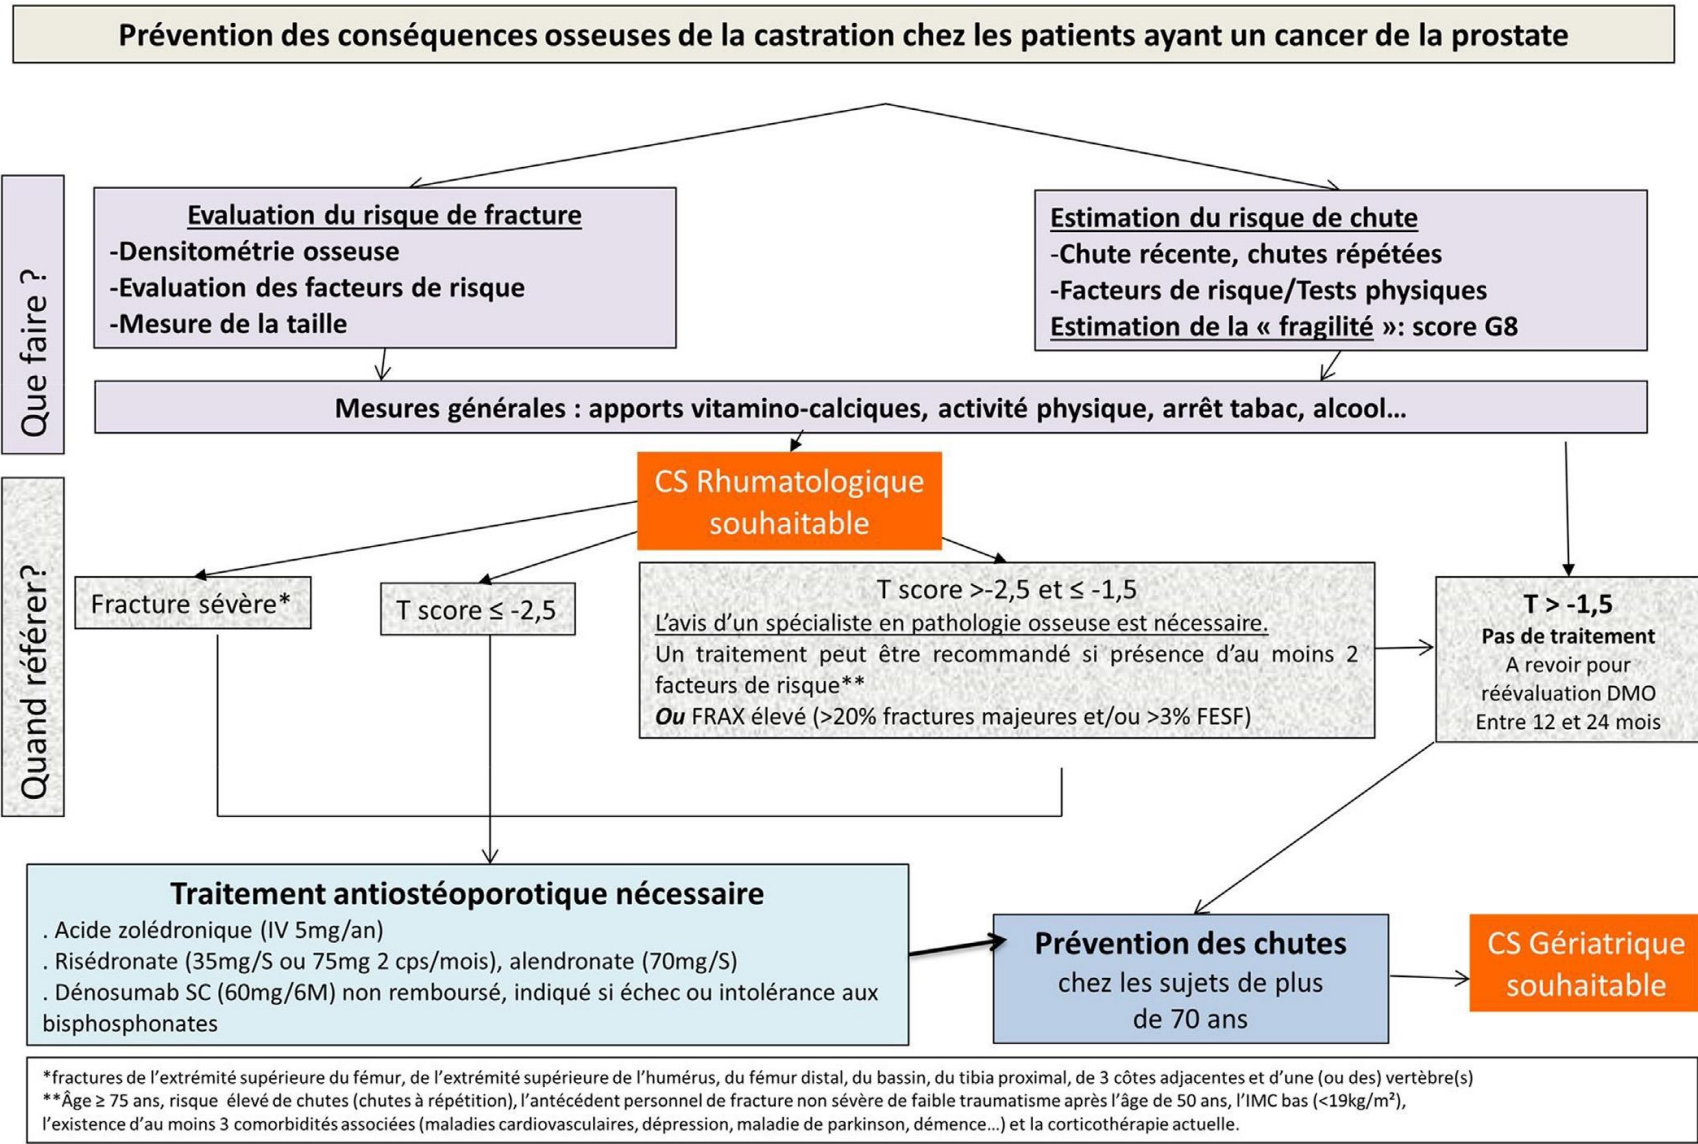 Prévention des conséquences osseuses de la castration chez les patients ayant un cancer de la prostate
Que faire ?
Evaluation du risque de fracture
-Densitométrie osseuse
-Evaluation des facteurs de risque
-Mesure de la taille
Estimation du risque de chute
-Chute récente, chutes répétées
-Facteurs de risque/Tests physiques
Estimation de la « fragilité »: score G8
Mesures générales : apports vitamino-calciques, activité physique, arrêt tabac, alcool...
Quand référer?
CS Rhumatologique
souhaitable
Fracture sévère*
T score ≤ -2,5
T score >-2,5 et ≤ -1,5
L’avis d’un spécialiste en pathologie osseuse est nécessaire.
Un traitement peut être recommandé si présence d’au moins 2
facteurs de risque**
Ou FRAX élevé (>20% fractures majeures et/ou >3% FESF)
T > -1,5
Pas de traitement
A revoir pour
réévaluation DMO
Entre 12 et 24 mois
Traitement antiostéoporotique nécessaire
. Acide zolédronique (IV 5mg/an)
. Risédronate (35mg/S ou 75mg 2 cps/mois), alendronate (70mg/S)
. Dénosumab SC (60mg/6M) non remboursé, indiqué si échec ou intolérance aux
bisphosphonates
Prévention des chutes
chez les sujets de plus
de 70 ans
CS Gériatrique
souhaitable
*fractures de l’extrémité supérieure du fémur, de l’extrémité supérieure de l’humérus, du fémur distal, du bassin, du tibia proximal, de 3 côtes adjacentes et d’une (ou des) vertèbre(s)
**Âge ≥ 75 ans, risque élevé de chutes (chutes à répétition), l’antécédent personnel de fracture non sévère de faible traumatisme après l’âge de 50 ans, l’IMC bas (<19kg/m²),
l’existence d’au moins 3 comorbidités associées (maladies cardiovasculaires, dépression, maladie de parkinson, démence...) et la corticothérapie actuelle.